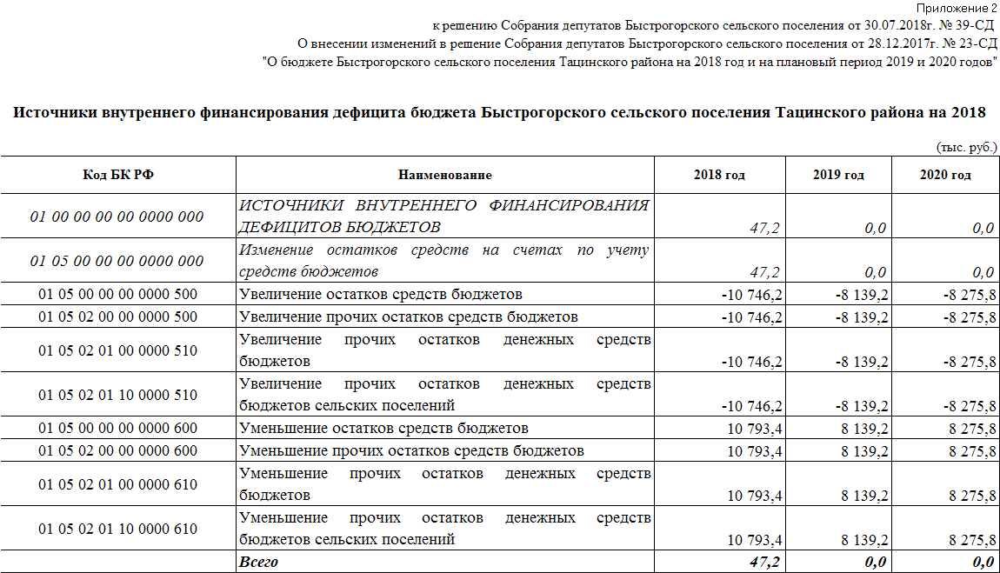 Приложение 2
к решению Собрания депутатов Быстрогорского сельского поселения от 30.07.2018г. № 39-СД
О внесении изменений в решение Собрания депутатов Быстрогорского сельского поселения от 28.12.2017г. № 23-СД
"О бюджете Быстрогорского сельского поселения Тацинского района на 2018 год и на плановый период 2019 и 2020 годов"
Источники внутреннего финансирования дефицита бюджета Быстрогорского сельского поселения Тацинского района на 2018
(тыс. руб.)
Код БК РФ Наименование 2018 год 2019 год 2020 год
01 00 00 00 00 0000 000 ИСТОЧНИКИ ВНУТРЕННЕГО ФИНАНСИРОВАНИЯ
ДЕФИЦИТОВ БЮДЖЕТОВ 47,2 0,0 0,0
01 05 00 00 00 0000 000 Изменение остатков средств на счетах по учету
средств бюджетов 47,2 0,0 0,0
01 05 00 00 00 0000 500 Увеличение остатков средств бюджетов -10 746,2 -8 139,2 -8 275,8
01 05 02 00 00 0000 500 Увеличение прочих остатков средств бюджетов -10 746,2 -8 139,2 -8 275,8
01 05 02 01 00 0000 510 Увеличение прочих остатков денежных средств
бюджетов -10 746,2 -8 139,2 -8 275,8
01 05 02 01 10 0000 510 Увеличение прочих остатков денежных средств
бюджетов сельских поселений -10 746,2 -8 139,2 -8 275,8
01 05 00 00 00 0000 600 Уменьшение остатков средств бюджетов 10 793,4 8 139,2 8 275,8
01 05 02 00 00 0000 600 Уменьшение прочих остатков средств бюджетов 10 793,4 8 139,2 8 275,8
01 05 02 01 00 0000 610 Уменьшение прочих остатков денежных средств
бюджетов 10 793,4 8 139,2 8 275,8
01 05 02 01 10 0000 610 Уменьшение прочих остатков денежных средств
бюджетов сельских поселений 10 793,4 8 139,2 8 275,8
Всего 47,2 0,0 0,0